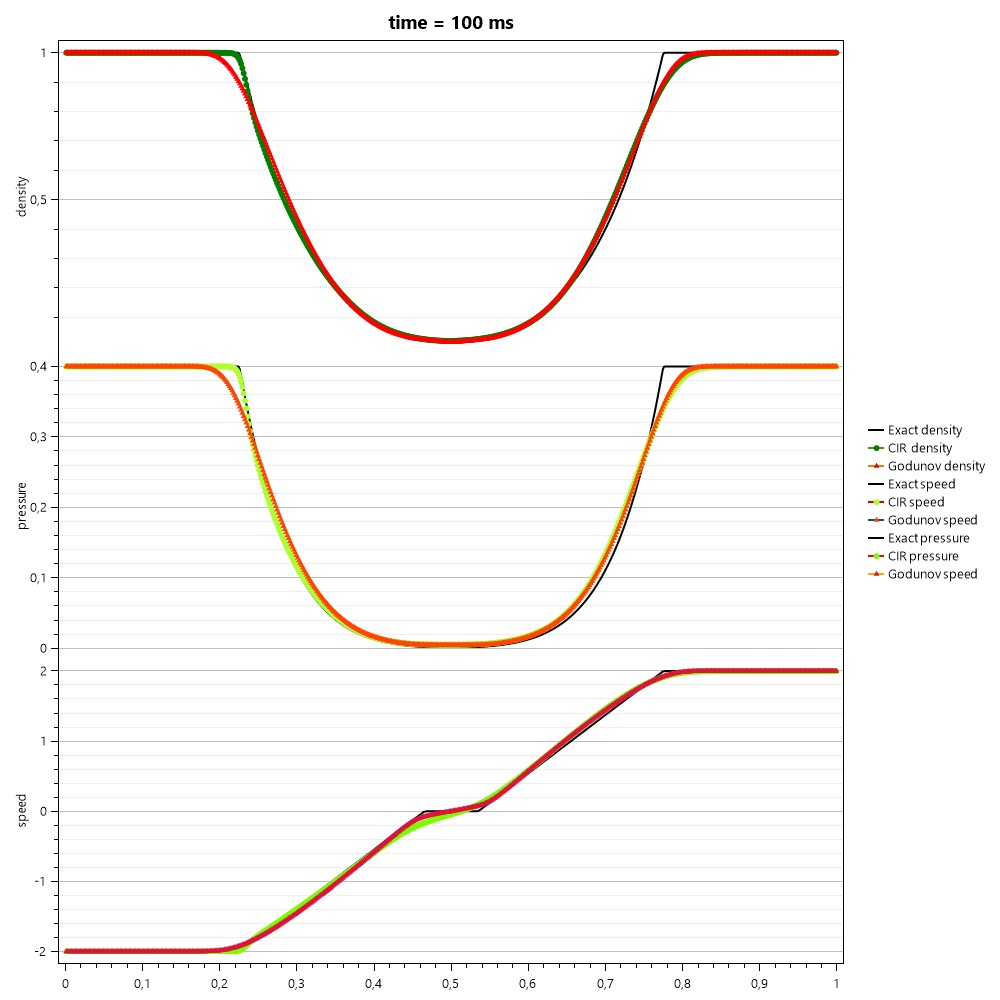 time = 100 ms
1
0,5
density
0,4
0,3
0,2
0,1
0
pressure
2
1
0
-1
-2
speed
0
0,1
0,2
0,3
0,4
0,5
0,6
0,7
0,8
0,9
1
Exact density
CIR density
Godunov density
Exact speed
CIR speed
Godunov speed
Exact pressure
CIR pressure
Godunov speed